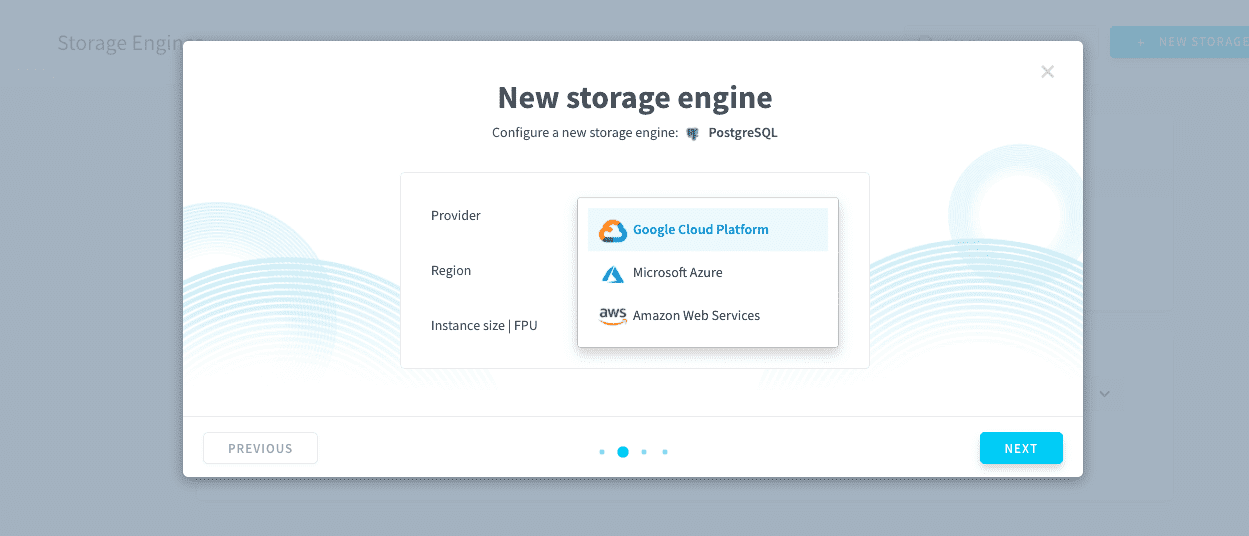 Storage Engines
+ NEW STORAGE
New storage engine
Configure a new storage engine: PostgreSQL
Provider
Google Cloud Platform
Region
Microsoft Azure
Instance size | FPU
aws Amazon Web Services
PREVIOUS
NEXT